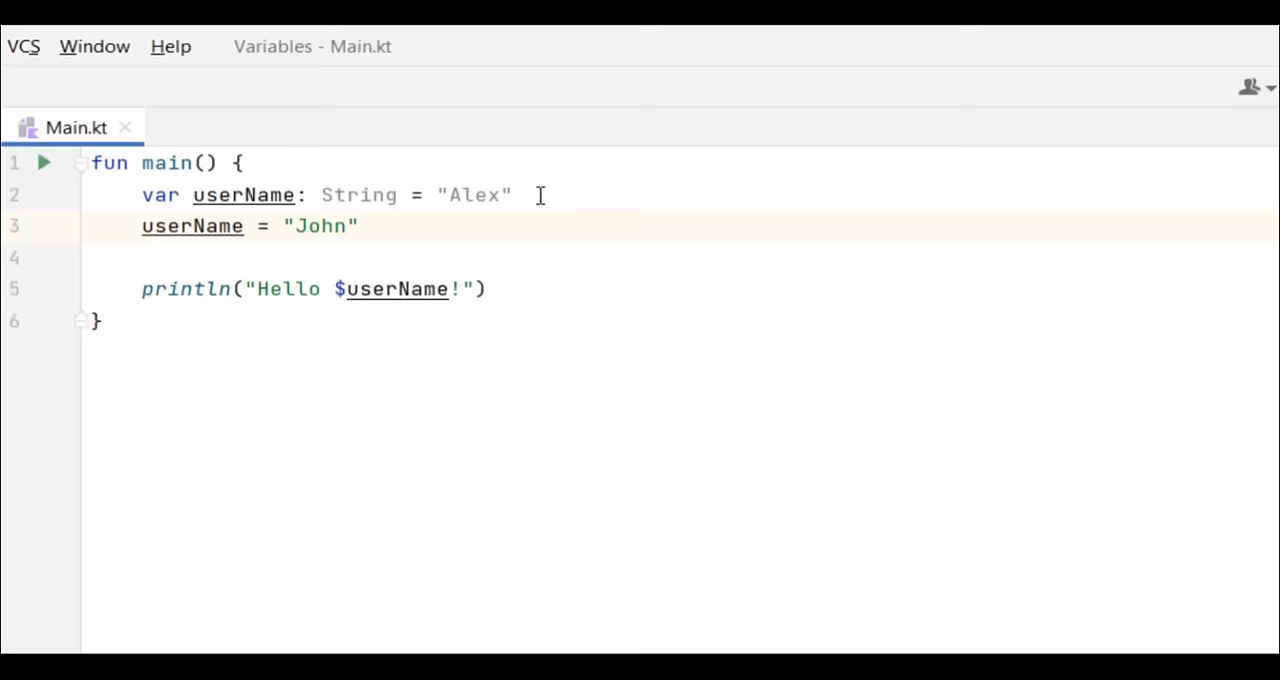 VCS Window Help Variables - Main.kt
Main.kt
1 fun main() {
2 var userName: String = "Alex"
3 userName = "John"
4
5 println("Hello $userName!")
6 }